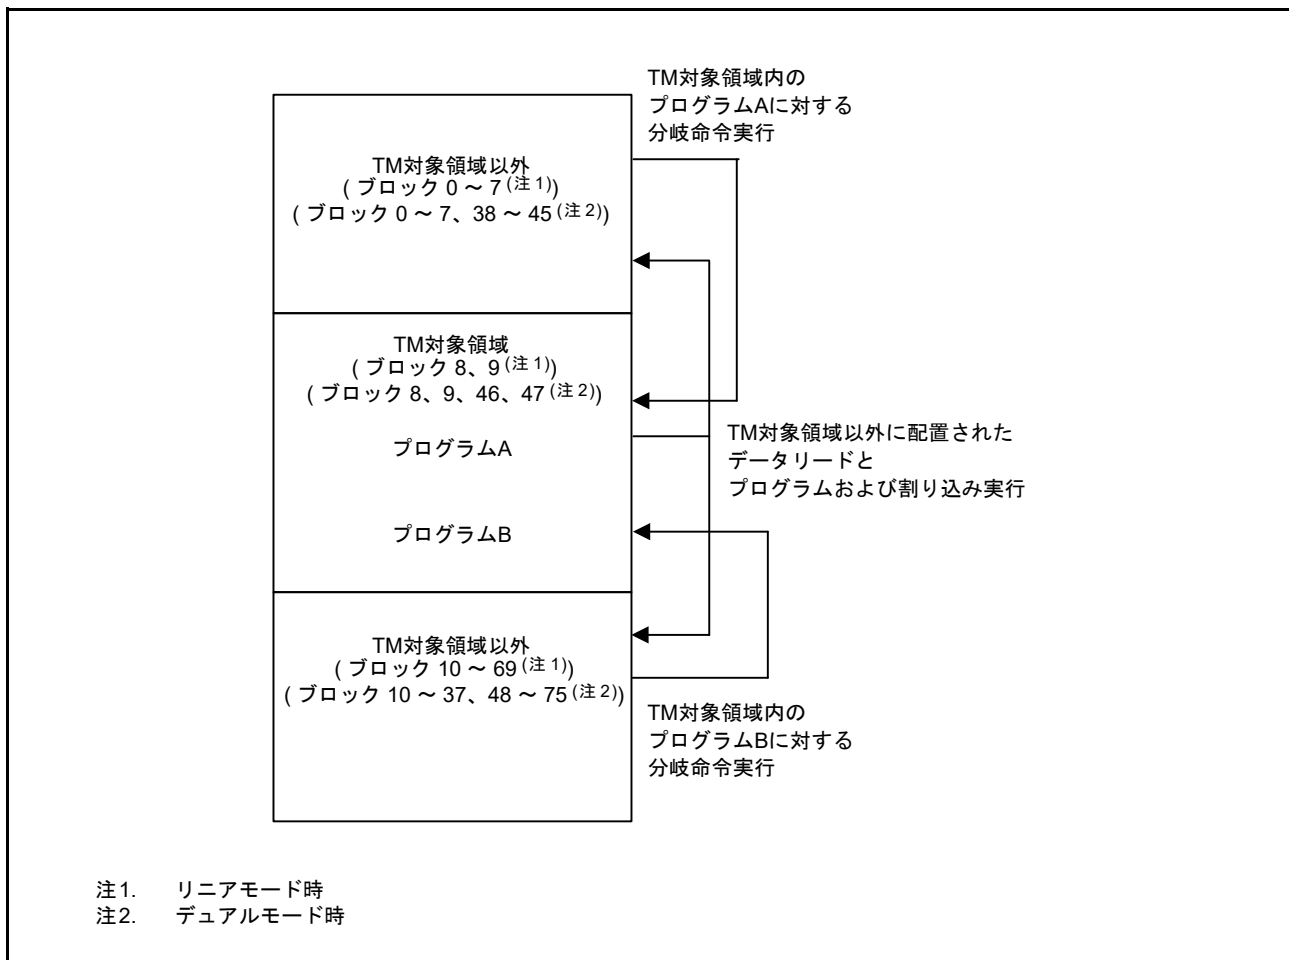 TM対象領域内の
プログラムAに対する
分岐命令実行
TM対象領域以外
( ブロック 0 ~ 7 (注 1))
( ブロック 0 ~ 7、38 ~ 45 (注 2))
TM対象領域
( ブロック 8、9 (注 1))
( ブロック 8、9、46、47 (注 2))
プログラムA
プログラムB
TM対象領域以外に配置された
データリードと
プログラムおよび割り込み実行
TM対象領域以外
( ブロック 10 ~ 69 (注 1))
( ブロック 10 ~ 37、48 ~ 75 (注 2))
TM対象領域内の
プログラムBに対する
分岐命令実行
注1. リニアモード時
注2. デュアルモード時